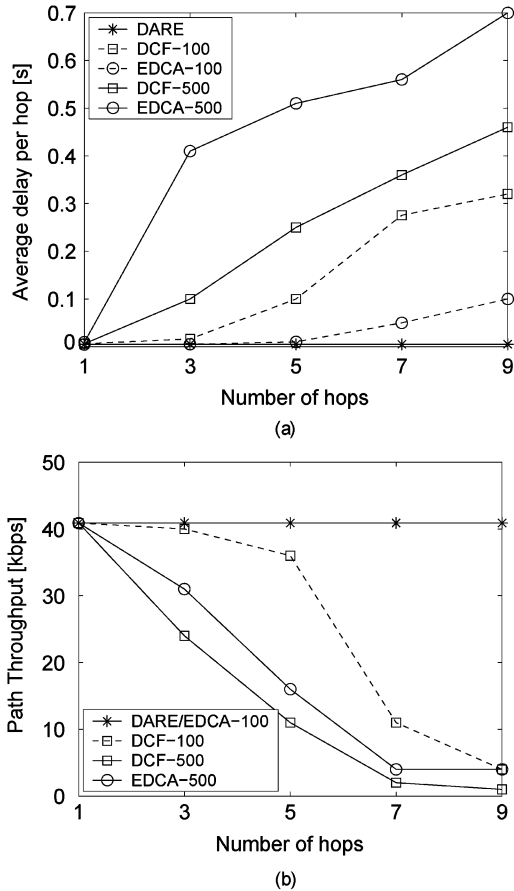 0.7
0.6
0.5
0.4
0.3
0.2
0.1
0
Average delay per hop [s]
DARE
DCF-100
EDCA-100
DCF-500
EDCA-500
1 3 5 7 9
Number of hops
(a)
50
40
30
20
10
0
Path Throughput [kbps]
DARE/EDCA-100
DCF-100
DCF-500
EDCA-500
1 3 5 7 9
Number of hops
(b)